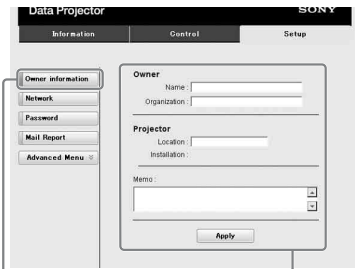 Data Projector SONY
Information Control Setup
Owner information
Network
Password
Mail Report
Advanced Menu
Owner
Name :
Organization :
Projector
Location :
Installation :
Memo :
Apply